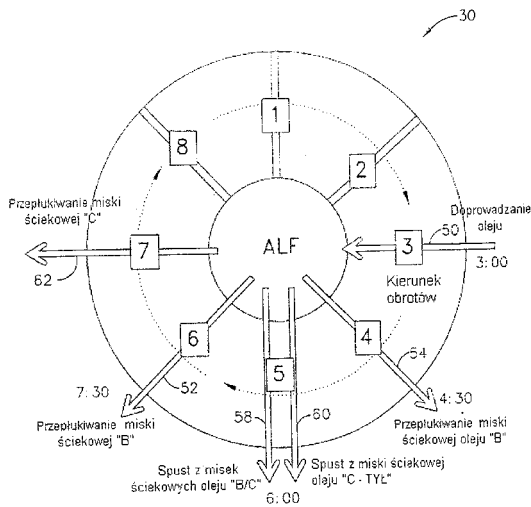 30
1
8
2
Przepłukiwanie miski
ściekowej "C"
Doprowadzanie
oleju
ALF
7
3
50
62
3:00
Kierunek
obrotów
6
4
7:30
52
5
54
4:30
Przepłukiwanie miski
ściekowej "B"
58
60
Przepłukiwanie miski
ściekowej oleju "B"
Spust z misek
ściekowych oleju "B/C"
Spust z miski ściekowej
oleju "C - TYŁ"
6:00